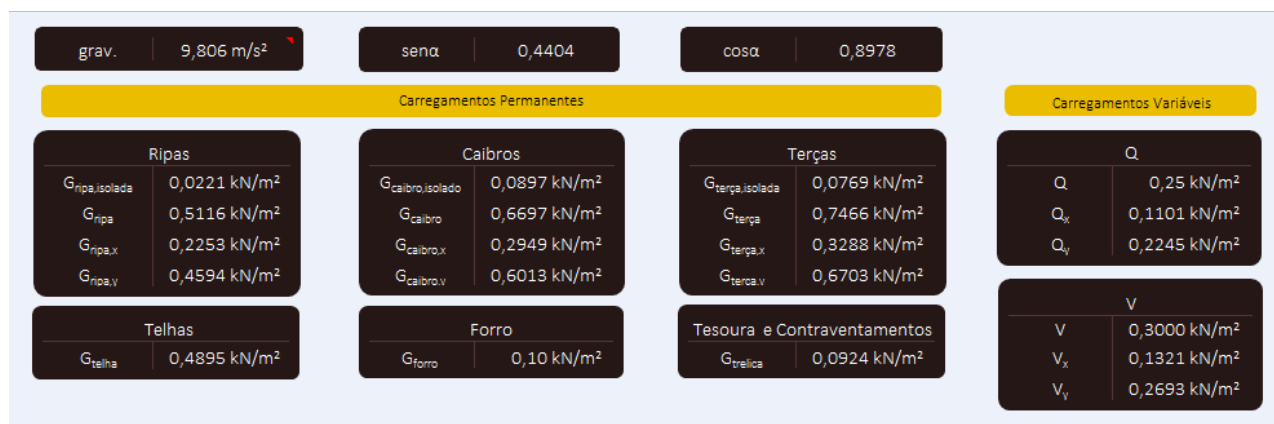 grav. 9,806 m/s²
senα 0,4404
cosα 0,8978
Carregamentos Permanentes
Carregamentos Variáveis
Ripas
Gripa,isolada 0,0221 kN/m²
Gripa 0,5116 kN/m²
Gripa,x 0,2253 kN/m²
Gripa,y 0,4594 kN/m²
Caibros
Gcaibro,isolado 0,0897 kN/m²
Gcaibro 0,6697 kN/m²
Gcaibro,x 0,2949 kN/m²
Gcaibro,y 0,6013 kN/m²
Terças
Gterça,isolada 0,0769 kN/m²
Gterça 0,7466 kN/m²
Gterça,x 0,3288 kN/m²
Gterça,y 0,6703 kN/m²
Q
Q 0,25 kN/m²
Qx 0,1101 kN/m²
Qy 0,2245 kN/m²
Telhas
Gtelha 0,4895 kN/m²
Forro
Gforro 0,10 kN/m²
Tesoura e Contraventamentos
Gtrelica 0,0924 kN/m²
V
V 0,3000 kN/m²
Vx 0,1321 kN/m²
Vy 0,2693 kN/m²